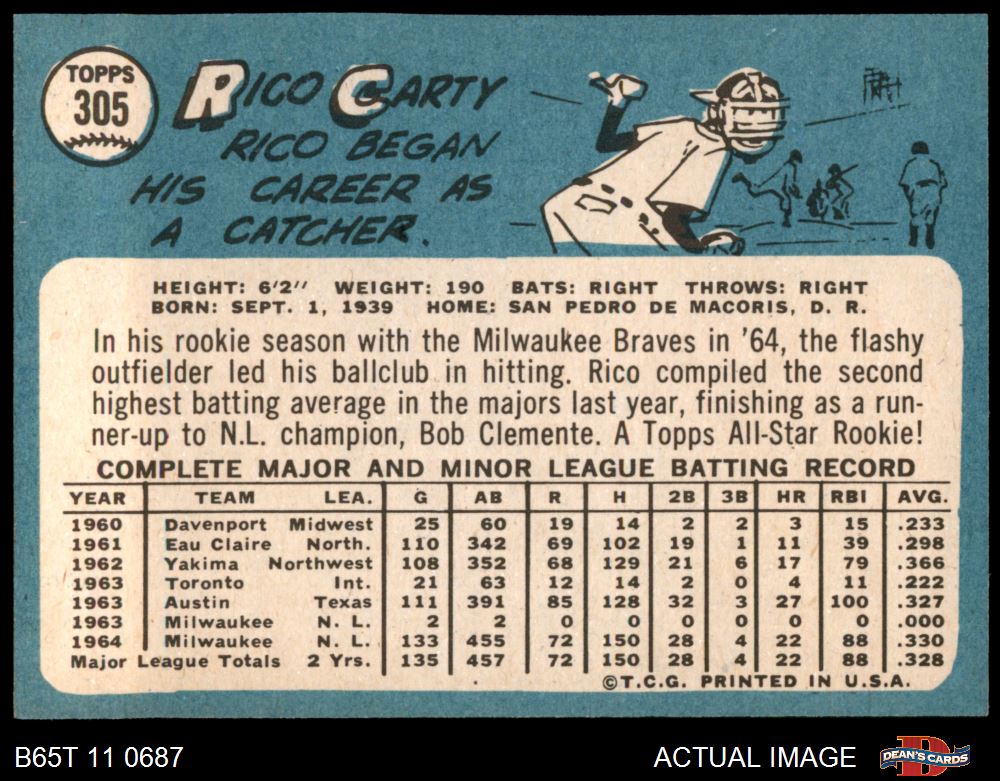 TOPPS
305
RICO CARTY
RICO BEGAN
HIS CAREER AS
A CATCHER.
HEIGHT: 6'2" WEIGHT: 190 BATS: RIGHT THROWS: RIGHT
BORN: SEPT. 1, 1939 HOME: SAN PEDRO DE MACORIS, D. R.
In his rookie season with the Milwaukee Braves in '64, the flashy
outfielder led his ballclub in hitting. Rico compiled the second
highest batting average in the majors last year, finishing as a run-
ner-up to N.L. champion, Bob Clemente. A Topps All-Star Rookie!
COMPLETE MAJOR AND MINOR LEAGUE BATTING RECORD
YEAR TEAM LEA. G AB R H 2B 3B HR RBI AVG.
1960 Davenport Midwest 25 60 19 14 2 2 3 15 .233
1961 Eau Claire North. 110 342 69 102 19 1 11 39 .298
1962 Yakima Northwest 108 352 68 129 21 6 17 79 .366
1963 Toronto Int. 21 63 12 14 2 0 4 11 .222
1963 Austin Texas 111 391 85 128 32 3 27 100 .327
1963 Milwaukee N. L. 2 2 0 0 0 0 0 0 .000
1964 Milwaukee N. L. 133 455 72 150 28 4 22 88 .330
Major League Totals 2 Yrs. 135 457 72 150 28 4 22 88 .328
©T.C.G. PRINTED IN U.S.A.
B65T 11 0687 ACTUAL IMAGE DEAN'S CARDS